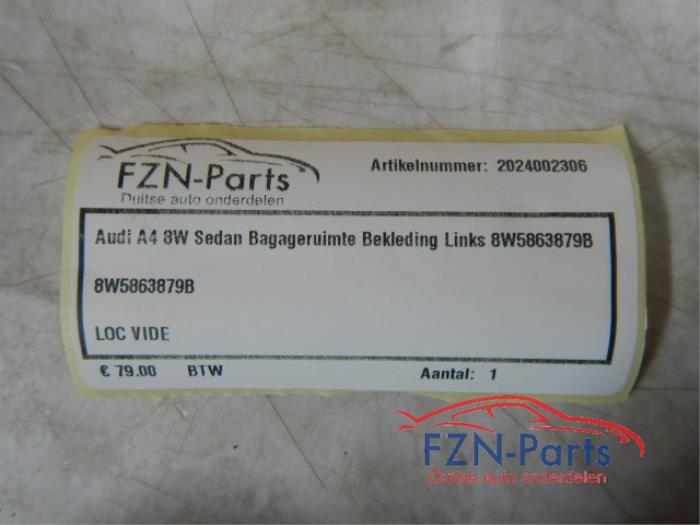 FZN-Parts
Duitse auto onderdelen
Artikelnummer: 2024002306
Audi A4 8W Sedan Bagageruimte Bekleding Links 8W5863879B
8W5863879B
LOC VIDE
€ 79.00 BTW Aantal: 1
FZN-Parts
Duitse auto onderdelen